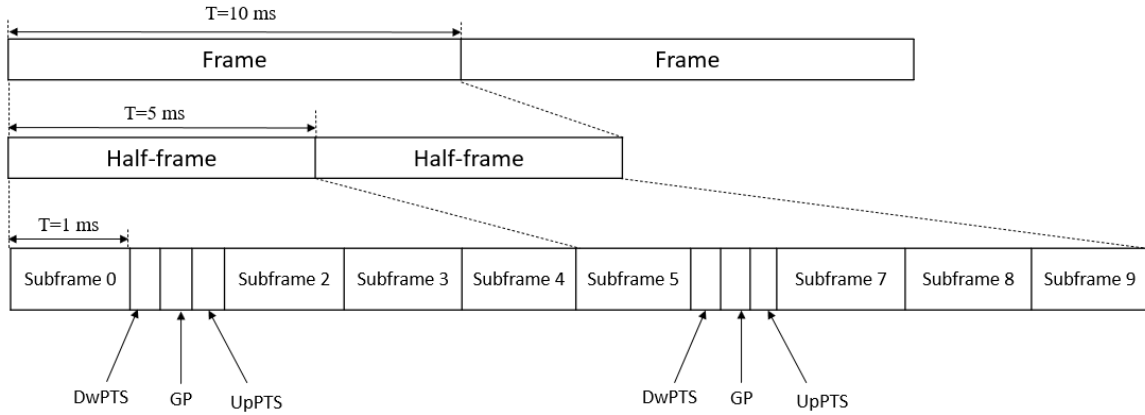 T=10 ms
Frame Frame
T=5 ms
Half-frame Half-frame
T=1 ms
Subframe 0 Subframe 2 Subframe 3 Subframe 4 Subframe 5 Subframe 7 Subframe 8 Subframe 9
DwPTS GP UpPTS DwPTS GP UpPTS